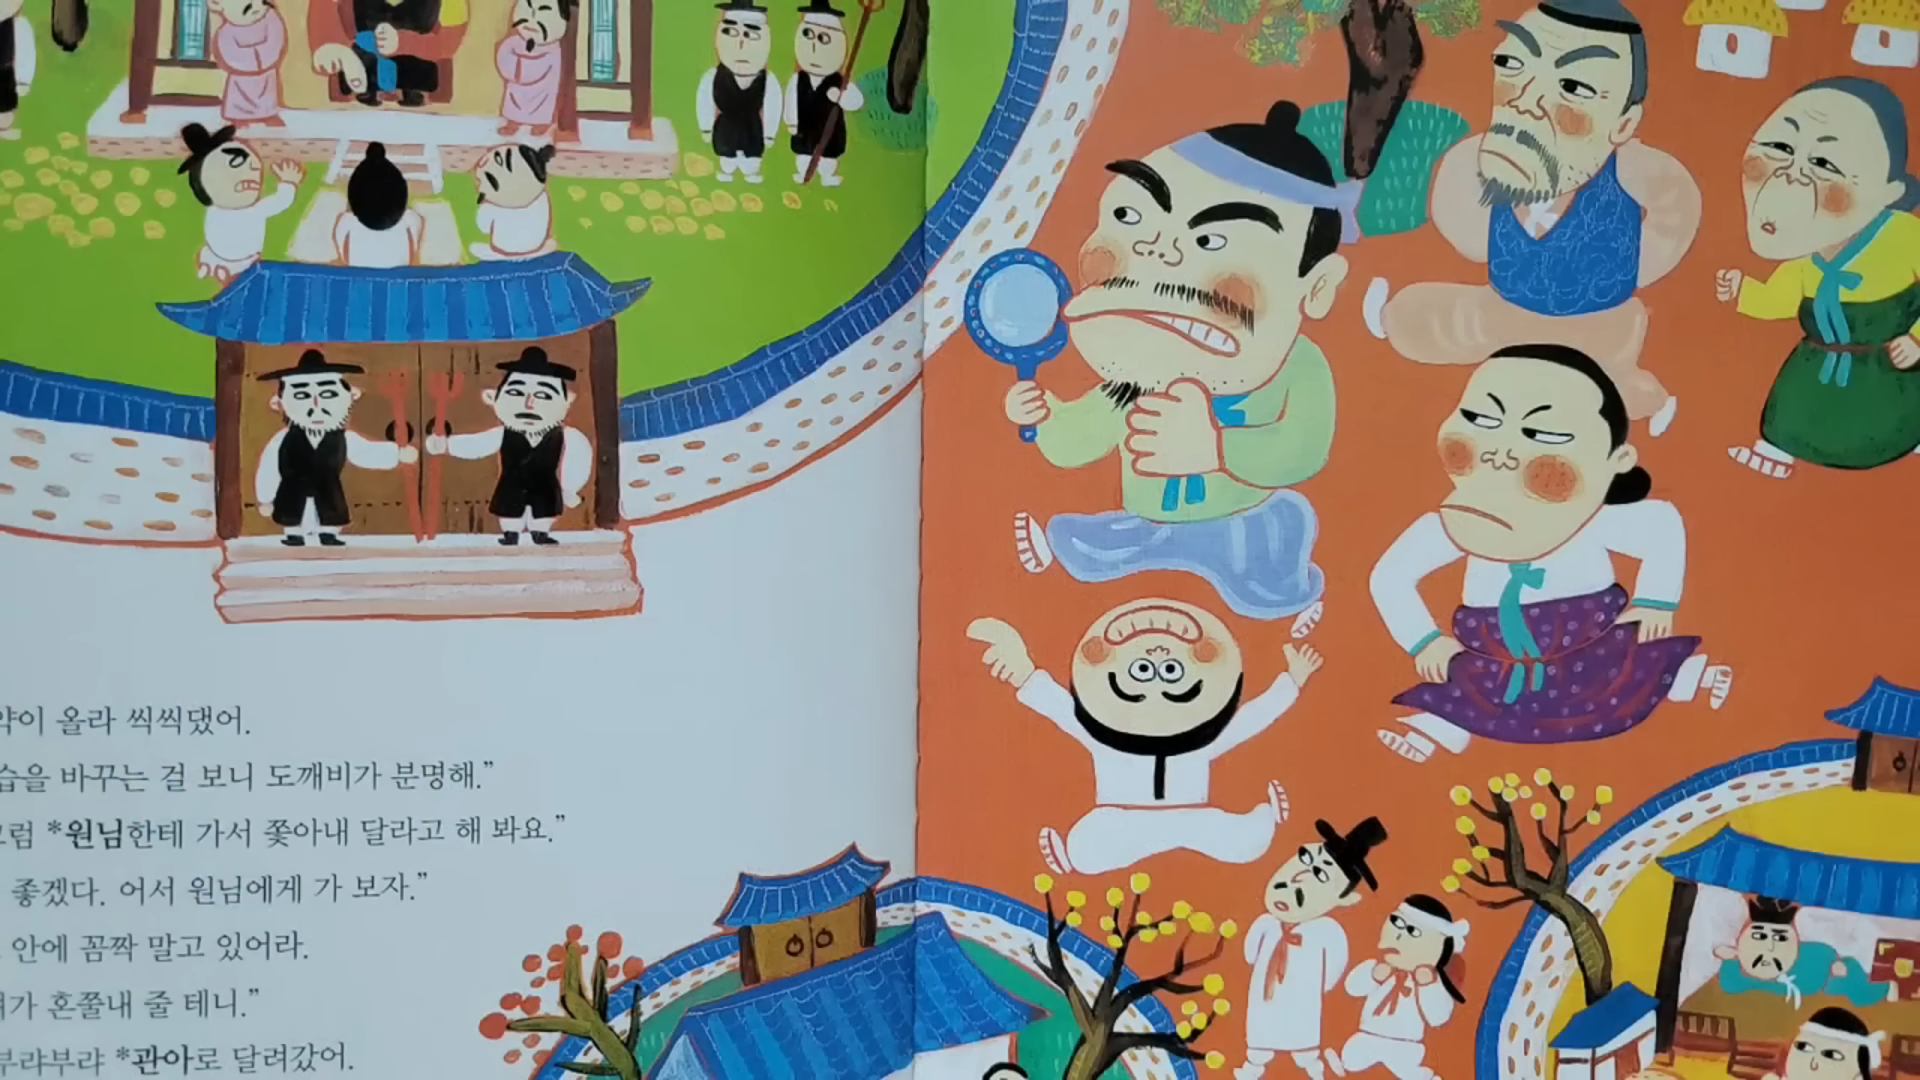 약이 올라 씩씩댔어.
습을 바꾸는 걸 보니 도깨비가 분명해.”
럼 *원님한테 가서 쫓아내 달라고 해 봐요.”
좋겠다. 어서 원님에게 가 보자.”
안에 꼼짝 말고 있어라.
가 혼쭐내 줄 테니.”
부랴부랴 *관아로 달려갔어.